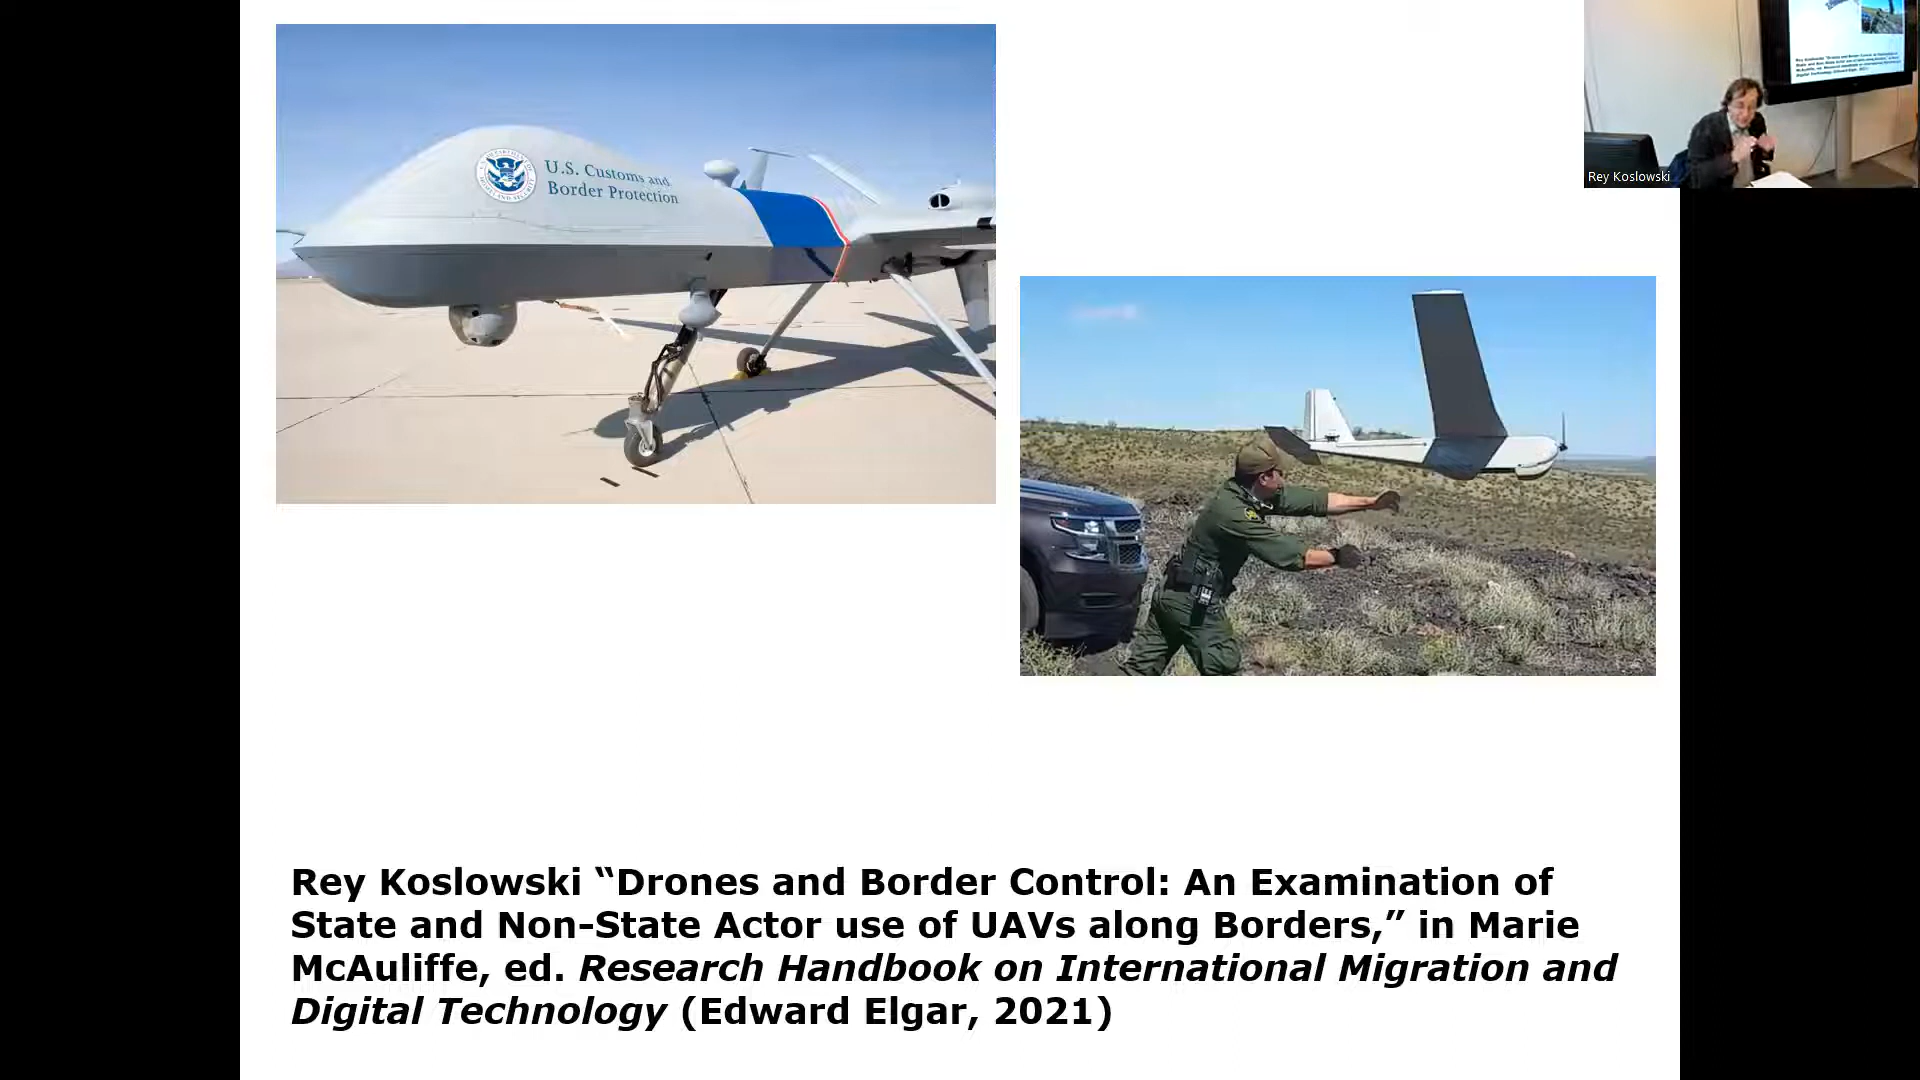 U.S. Customs and
Border Protection
Rey Koslowski
Rey Koslowski “Drones and Border Control: An Examination of
State and Non-State Actor use of UAVs along Borders,” in Marie
McAuliffe, ed. Research Handbook on International Migration and
Digital Technology (Edward Elgar, 2021)